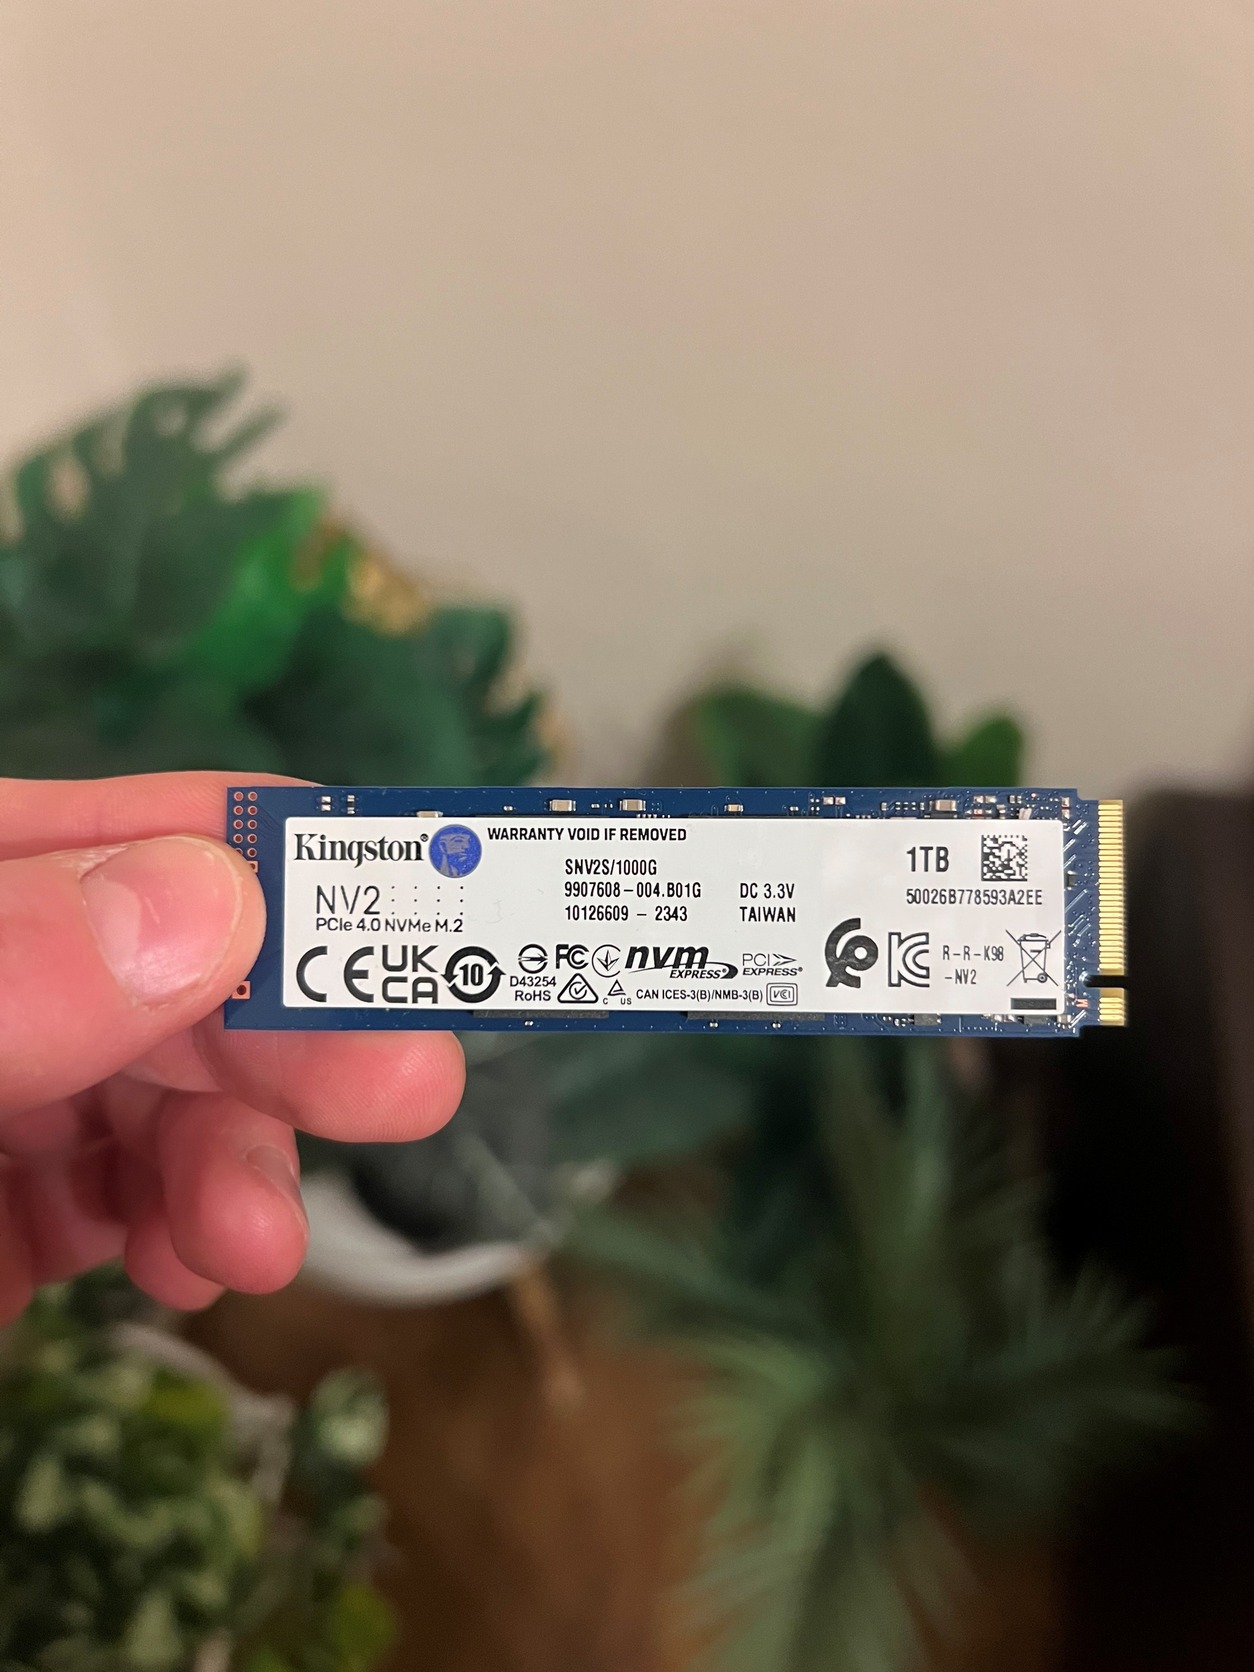 Kingston®
WARRANTY VOID IF REMOVED
NV2
PCIe 4.0 NVMe M.2
SNV2S/1000G
9907608-004.B01G
DC 3.3V
10126609 - 2343
TAIWAN
1TB
50026B778593A2EE
CE
UK
CA
10
D43254
RoHS
FC
nvm
EXPRESS®
PCI
EXPRESS®
C US
CAN ICES-3(B)/NMB-3(B)
VCI
R-R-K98
-NV2